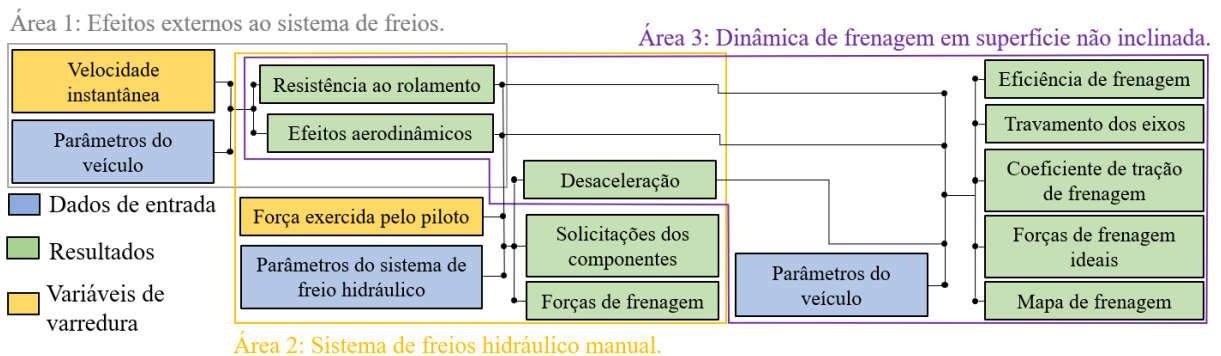 Área 1: Efeitos externos ao sistema de freios.
Área 3: Dinâmica de frenagem em superfície não inclinada.
Velocidade
instantânea
Parâmetros do
veículo
Resistência ao rolamento
Efeitos aerodinâmicos
Eficiência de frenagem
Travamento dos eixos
Coeficiente de tração
de frenagem
Forças de frenagem
ideais
Mapa de frenagem
Desaceleração
Solicitações dos
componentes
Forças de frenagem
Força exercida pelo piloto
Parâmetros do sistema de
freio hidráulico
Parâmetros do
veículo
Dados de entrada
Resultados
Variáveis de
varredura
Área 2: Sistema de freios hidráulico manual.